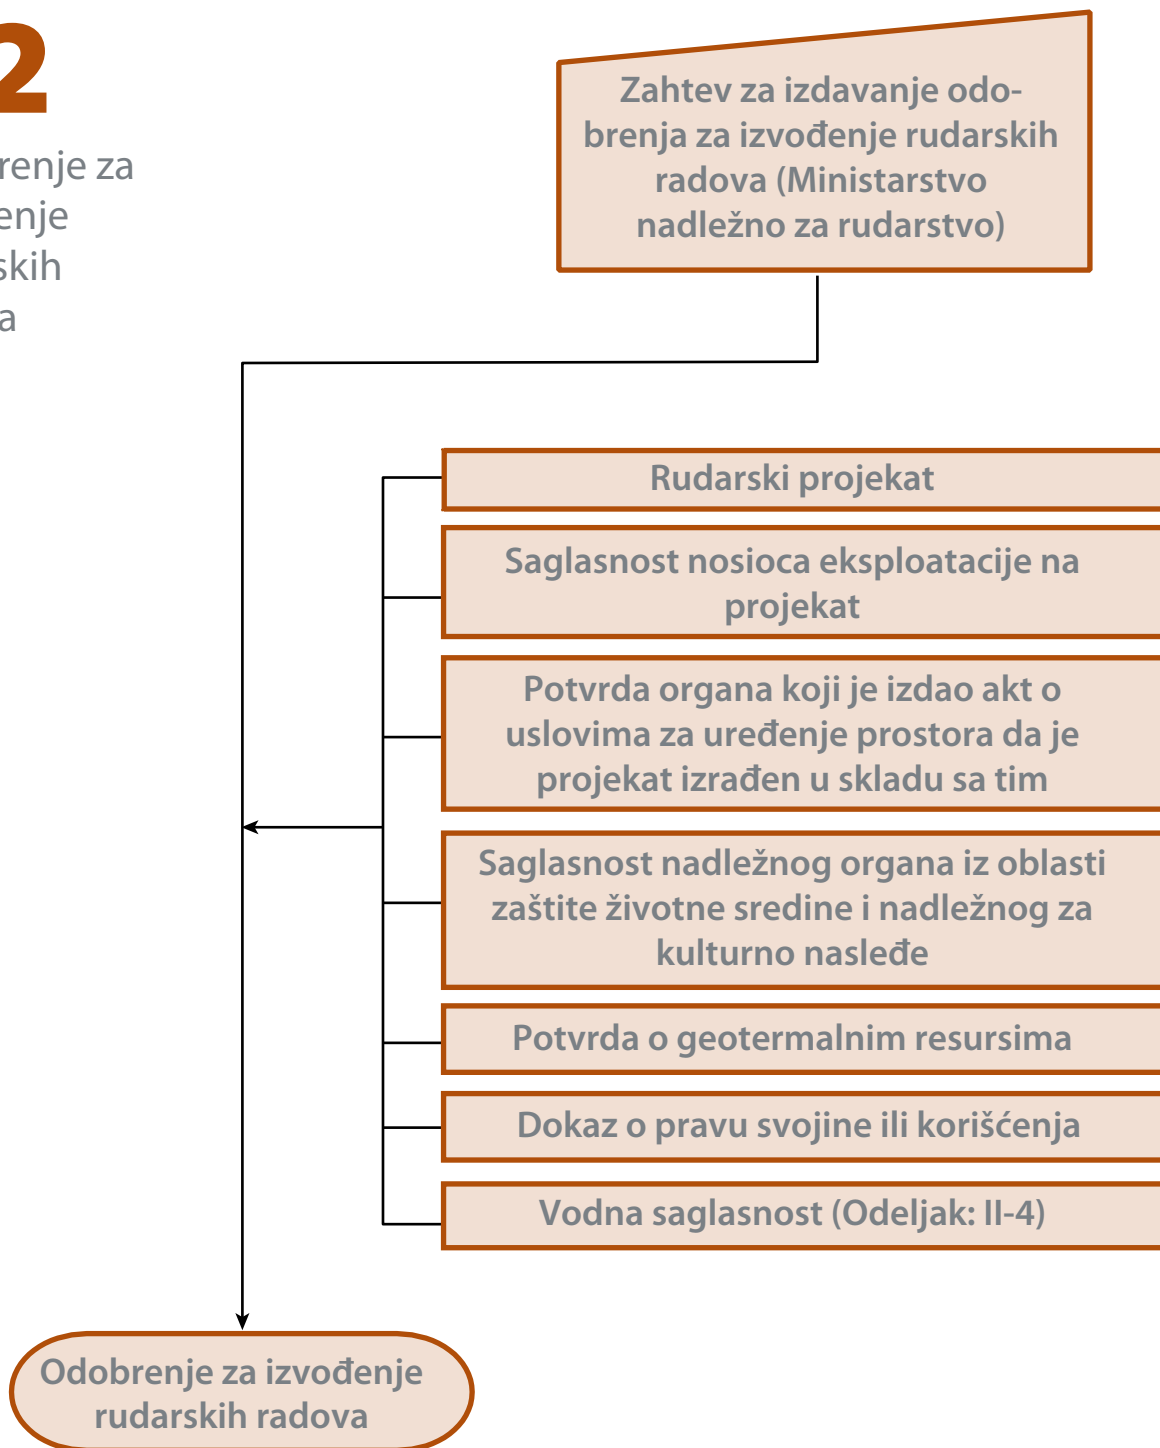 2
renje za
enje
skih
a
Zahtev za izdavanje odo-
brenja za izvođenje rudarskih
radova (Ministarstvo
nadležno za rudarstvo)
Rudarski projekat
Saglasnost nosioca eksploatacije na
projekat
Potvrda organa koji je izdao akt o
uslovima za uređenje prostora da je
projekat izrađen u skladu sa tim
Saglasnost nadležnog organa iz oblasti
zaštite životne sredine i nadležnog za
kulturno nasleđe
Potvrda o geotermalnim resursima
Dokaz o pravu svojine ili korišćenja
Vodna saglasnost (Odeljak: II-4)
Odobrenje za izvođenje
rudarskih radova